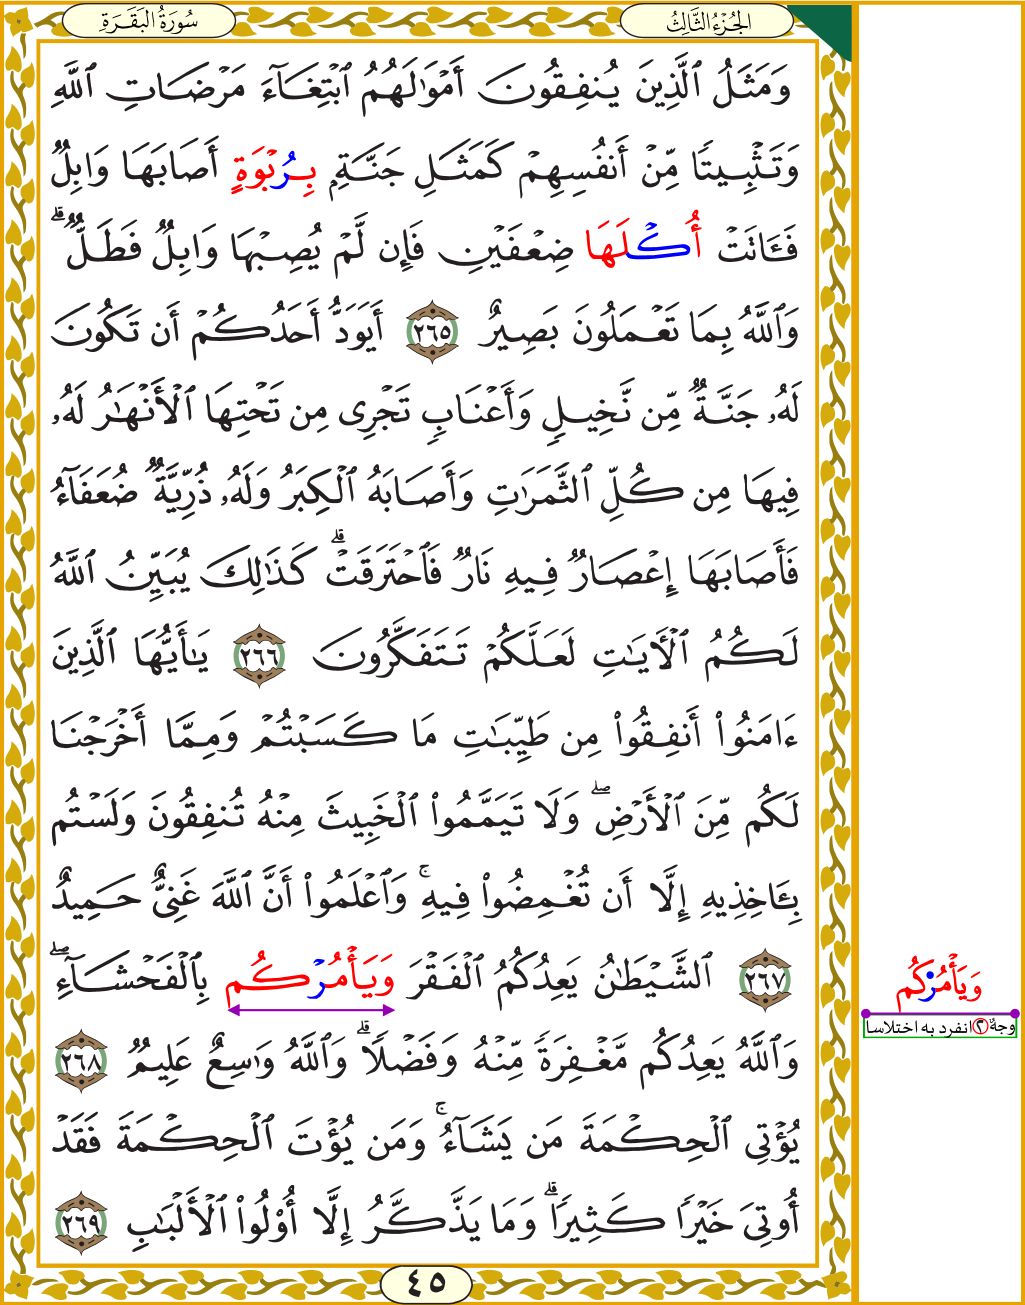 الجُزْءُ الثَّالِثُ
سُورَةُ البَقَرَةِ
وَمَثَلُ ٱلَّذِينَ يُنفِقُونَ أَمۡوَٰلَهُمُ ٱبۡتِغَآءَ مَرۡضَاتِ ٱللَّهِ
وَتَثۡبِيتٗا مِّنۡ أَنفُسِهِمۡ كَمَثَلِ جَنَّةِۭ بِرُبۡوَةٍ أَصَابَهَا وَابِلٞ
فَـَٔاتَتۡ أُكۡلَهَا ضِعۡفَيۡنِ فَإِن لَّمۡ يُصِبۡهَا وَابِلٞ فَطَلّٞۗ
وَٱللَّهُ بِمَا تَعۡمَلُونَ بَصِيرٌ ٢٦٥ أَيَوَدُّ أَحَدُكُمۡ أَن تَكُونَ
لَهُۥ جَنَّةٞ مِّن نَّخِيلٖ وَأَعۡنَابٖ تَجۡرِي مِن تَحۡتِهَا ٱلۡأَنۡهَٰرُ لَهُۥ
فِيهَا مِن كُلِّ ٱلثَّمَرَٰتِ وَأَصَابَهُ ٱلۡكِبَرُ وَلَهُۥ ذُرِّيَّةٞ ضُعَفَآءُ
فَأَصَابَهَآ إِعۡصَارٞ فِيهِ نَارٞ فَٱحۡتَرَقَتۡۗ كَذَٰلِكَ يُبَيِّنُ ٱللَّهُ
لَكُمُ ٱلۡأٓيَٰتِ لَعَلَّكُمۡ تَتَفَكَّرُونَ ٢٦٦ يَٰٓأَيُّهَا ٱلَّذِينَ
ءَامَنُوٓاْ أَنفِقُواْ مِن طَيِّبَٰتِ مَا كَسَبۡتُمۡ وَمِمَّآ أَخۡرَجۡنَا
لَكُم مِّنَ ٱلۡأَرۡضِۖ وَلَا تَيَمَّمُواْ ٱلۡخَبِيثَ مِنۡهُ تُنفِقُونَ وَلَسۡتُم
بِـَٔاخِذِيهِ إِلَّآ أَن تُغۡمِضُواْ فِيهِۚ وَٱعۡلَمُوٓاْ أَنَّ ٱللَّهَ غَنِيٌّ حَمِيدٌ
٢٦٧ ٱلشَّيۡطَٰنُ يَعِدُكُمُ ٱلۡفَقۡرَ وَيَأۡمُرۡكُم بِٱلۡفَحۡشَآءِۖ
وَٱللَّهُ يَعِدُكُم مَّغۡفِرَةٗ مِّنۡهُ وَفَضۡلٗاۗ وَٱللَّهُ وَٰسِعٌ عَلِيمٞ ٢٦٨
يُؤۡتِي ٱلۡحِكۡمَةَ مَن يَشَآءُۚ وَمَن يُؤۡتَ ٱلۡحِكۡمَةَ فَقَدۡ
أُوتِيَ خَيۡرٗا كَثِيرٗاۗ وَمَا يَذَّكَّرُ إِلَّآ أُوْلُواْ ٱلۡأَلۡبَٰبِ ٢٦٩
٤٥
وَيَأۡمُرُكُم
وجهٌ ٢ انفرد به اختلاسا